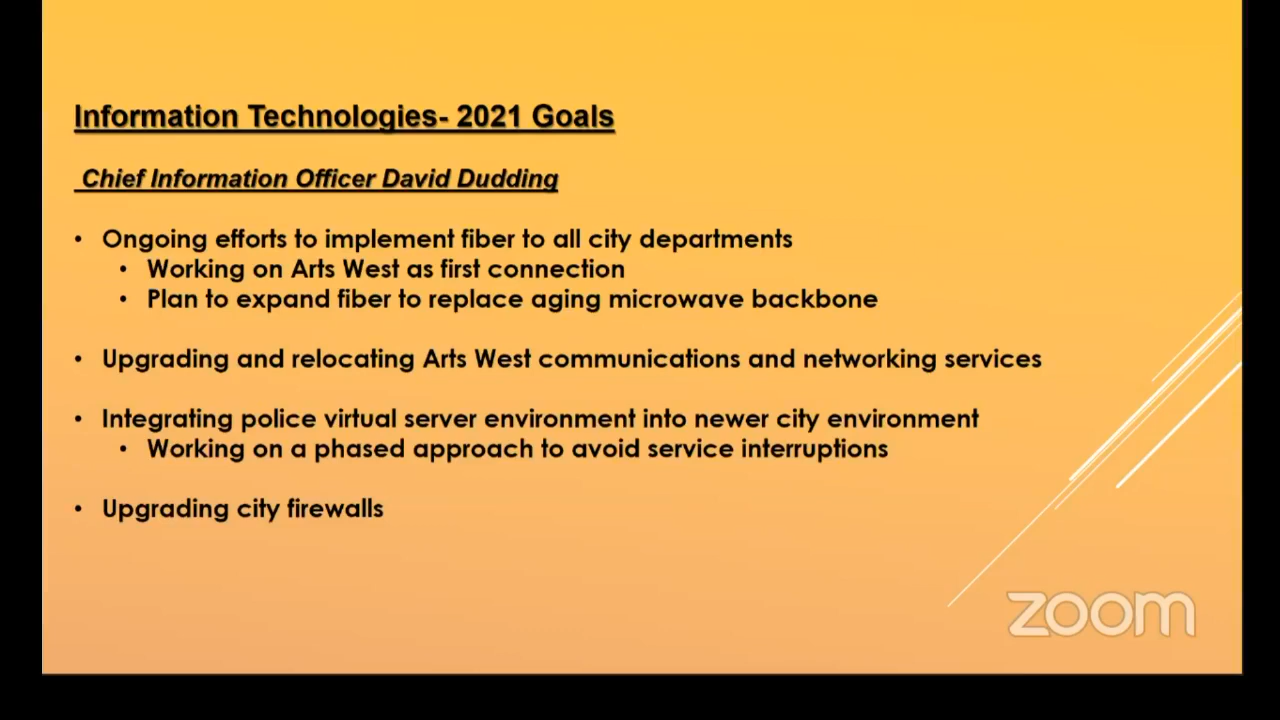 Information Technologies- 2021 Goals
Chief Information Officer David Dudding
• Ongoing efforts to implement fiber to all city departments
• Working on Arts West as first connection
• Plan to expand fiber to replace aging microwave backbone
• Upgrading and relocating Arts West communications and networking services
• Integrating police virtual server environment into newer city environment
• Working on a phased approach to avoid service interruptions
• Upgrading city firewalls
zoom